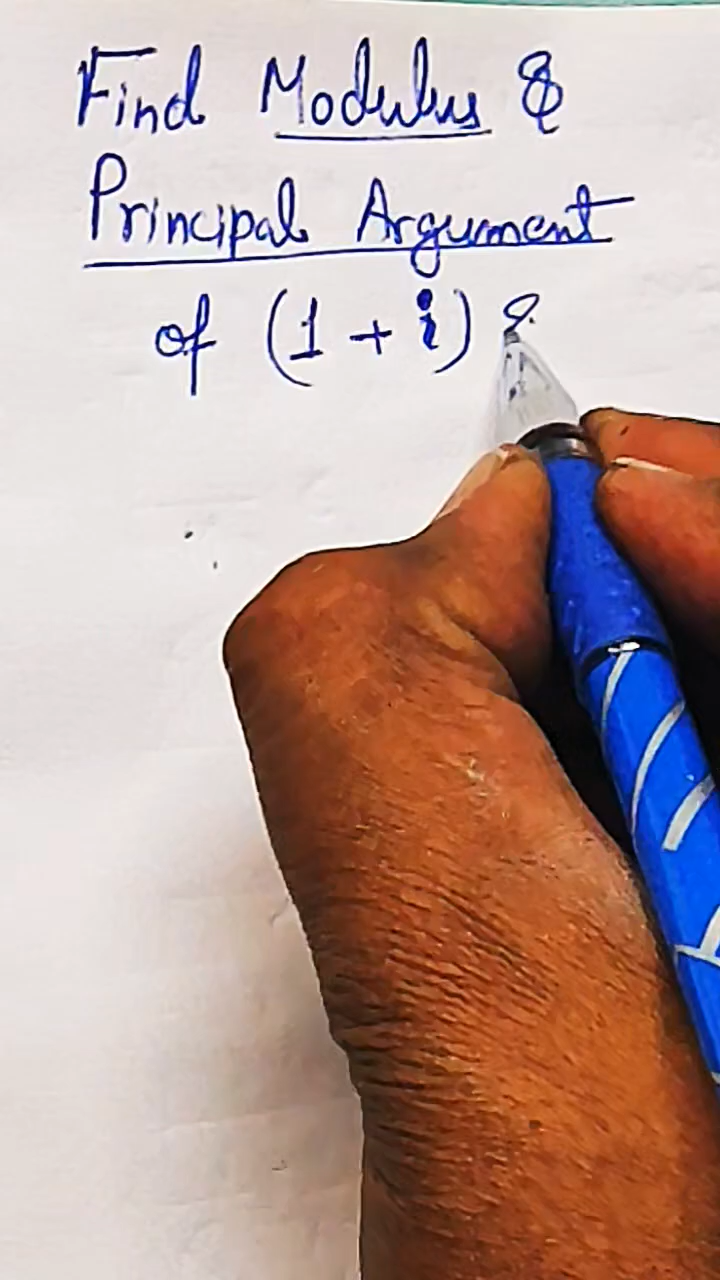 Find Modulus &
Principal Argument
of (1 + i) ?